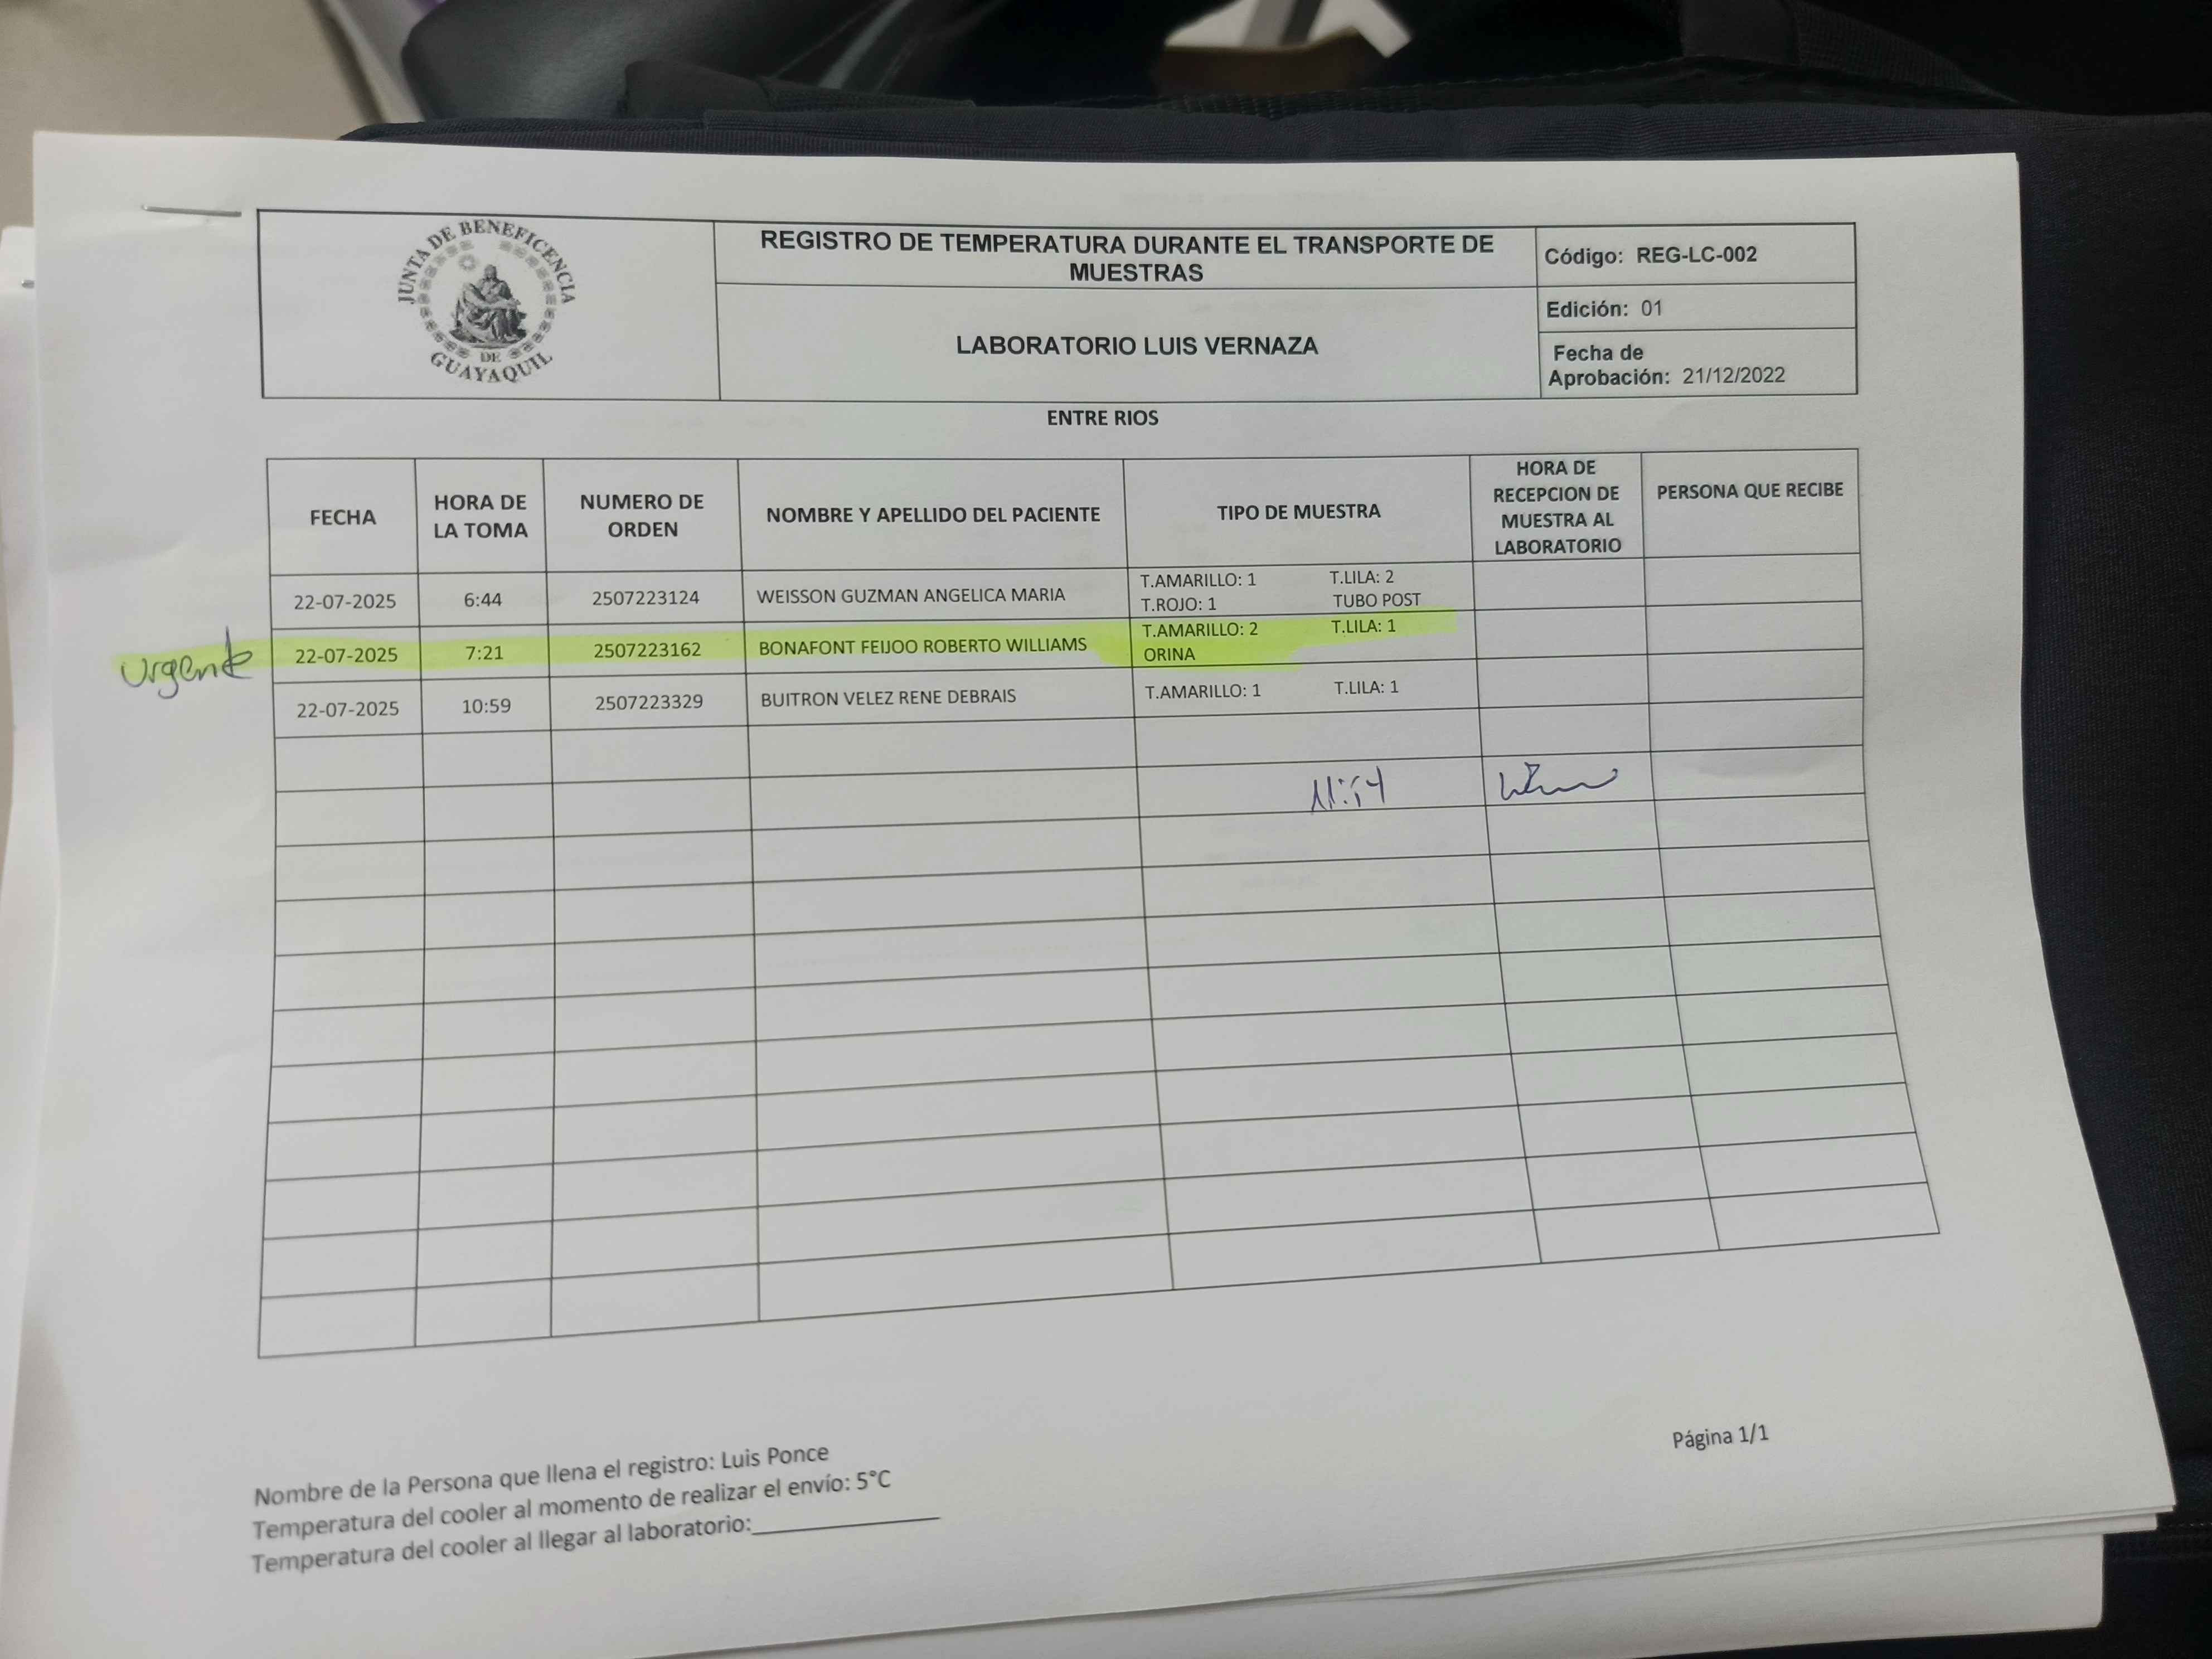 JUNTA DE BENEFICENCIA
DE
GUAYAQUIL
REGISTRO DE TEMPERATURA DURANTE EL TRANSPORTE DE
MUESTRAS
LABORATORIO LUIS VERNAZA
Código: REG-LC-002
Edición: 01
Fecha de
Aprobación: 21/12/2022
ENTRE RIOS
FECHA
HORA DE
LA TOMA
NUMERO DE
ORDEN
NOMBRE Y APELLIDO DEL PACIENTE
TIPO DE MUESTRA
HORA DE
RECEPCION DE
MUESTRA AL
LABORATORIO
PERSONA QUE RECIBE
22-07-2025 6:44 2507223124 WEISSON GUZMAN ANGELICA MARIA T.AMARILLO: 1 T.LILA: 2
T.ROJO: 1 TUBO POST
Urgente 22-07-2025 7:21 2507223162 BONAFONT FEIJOO ROBERTO WILLIAMS T.AMARILLO: 2 T.LILA: 1
ORINA
22-07-2025 10:59 2507223329 BUITRON VELEZ RENE DEBRAIS T.AMARILLO: 1 T.LILA: 1
Nombre de la Persona que llena el registro: Luis Ponce
Temperatura del cooler al momento de realizar el envío: 5°C
Temperatura del cooler al llegar al laboratorio:
Página 1/1